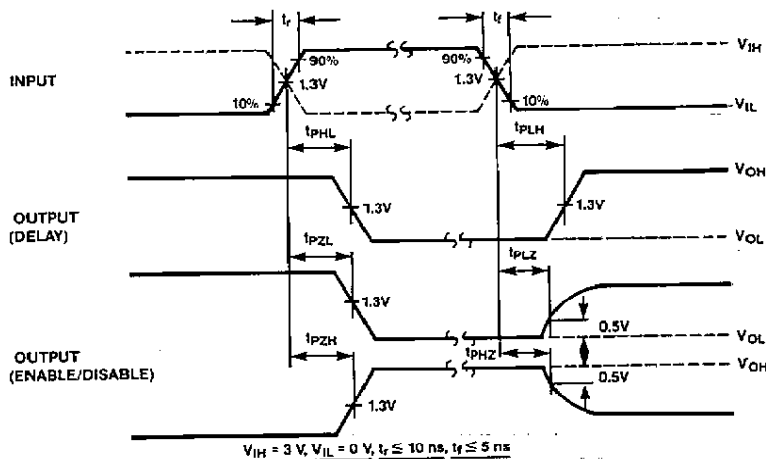 tr
tf
90%
90%
VIH
INPUT
1.3V
1.3V
10%
10%
VIL
tPHL
tPLH
VOH
OUTPUT
(DELAY)
1.3V
1.3V
VOL
tPZL
tPLZ
1.3V
0.5V
VOL
tPZH
tPHZ
VOH
OUTPUT
(ENABLE/DISABLE)
0.5V
1.3V
VIH = 3 V, VIL = 0 V, tr ≤ 10 ns, tf ≤ 5 ns